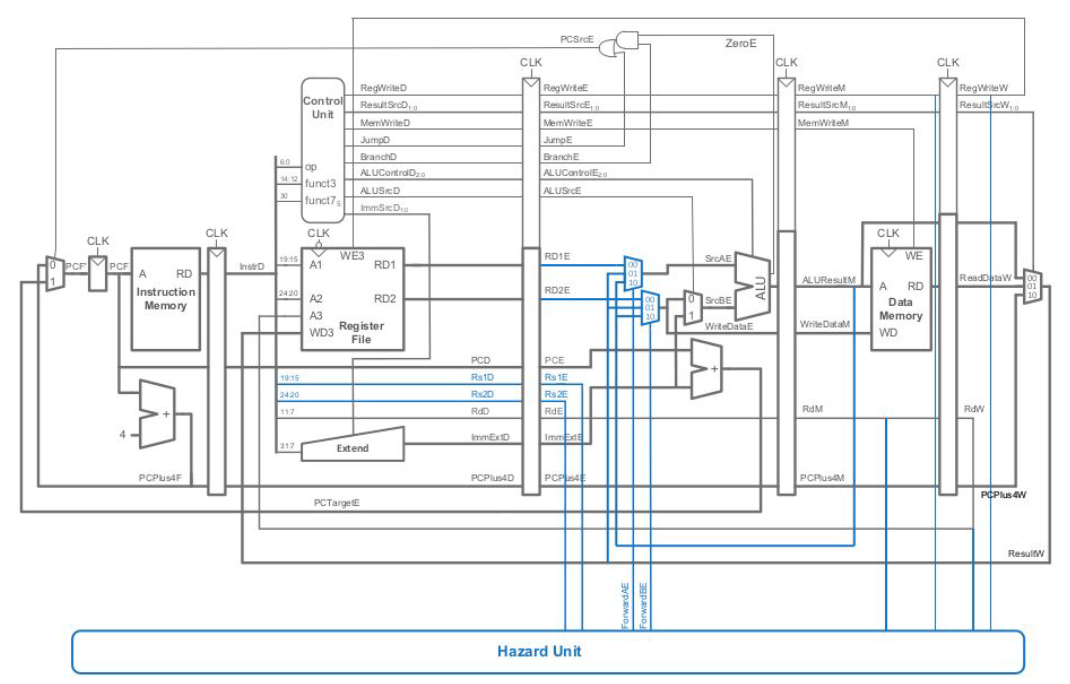 PCSrcE
ZeroE
CLK
CLK
CLK
Control
Unit
RegWriteD
RegWriteE
RegWriteM
RegWriteW
ResultSrcD1:0
ResultSrcE1:0
ResultSrcM1:0
ResultSrcW1:0
MemWriteD
MemWriteE
MemWriteM
JumpD
JumpE
6:0
op
BranchD
BranchE
14:12
funct3
ALUControlD2:0
ALUControlE2:0
30
funct75
ALUSrcD
ALUSrcE
ImmSrcD1:0
CLK
CLK
CLK
CLK
0
1
PCF'
PCF
A
RD
Instruction
Memory
InstrD
19:15
A1
WE3
RD1
24:20
A2
RD2
A3
WD3
Register
File
RD1E
RD2E
00
01
10
00
01
10
SrcAE
0
1
SrcBE
ALU
WriteDataE
ALUResultM
WriteDataM
WE
A
RD
Data
Memory
WD
ReadDataW
00
01
10
PCD
PCE
19:15
Rs1D
Rs1E
24:20
Rs2D
Rs2E
11:7
RdD
RdE
RdM
RdW
+
+
4
31:7
Extend
ImmExtD
ImmExtE
PCPlus4F
PCPlus4D
PCPlus4E
PCPlus4M
PCPlus4W
PCTargetE
ResultW
ForwardAE
ForwardBE
Hazard Unit